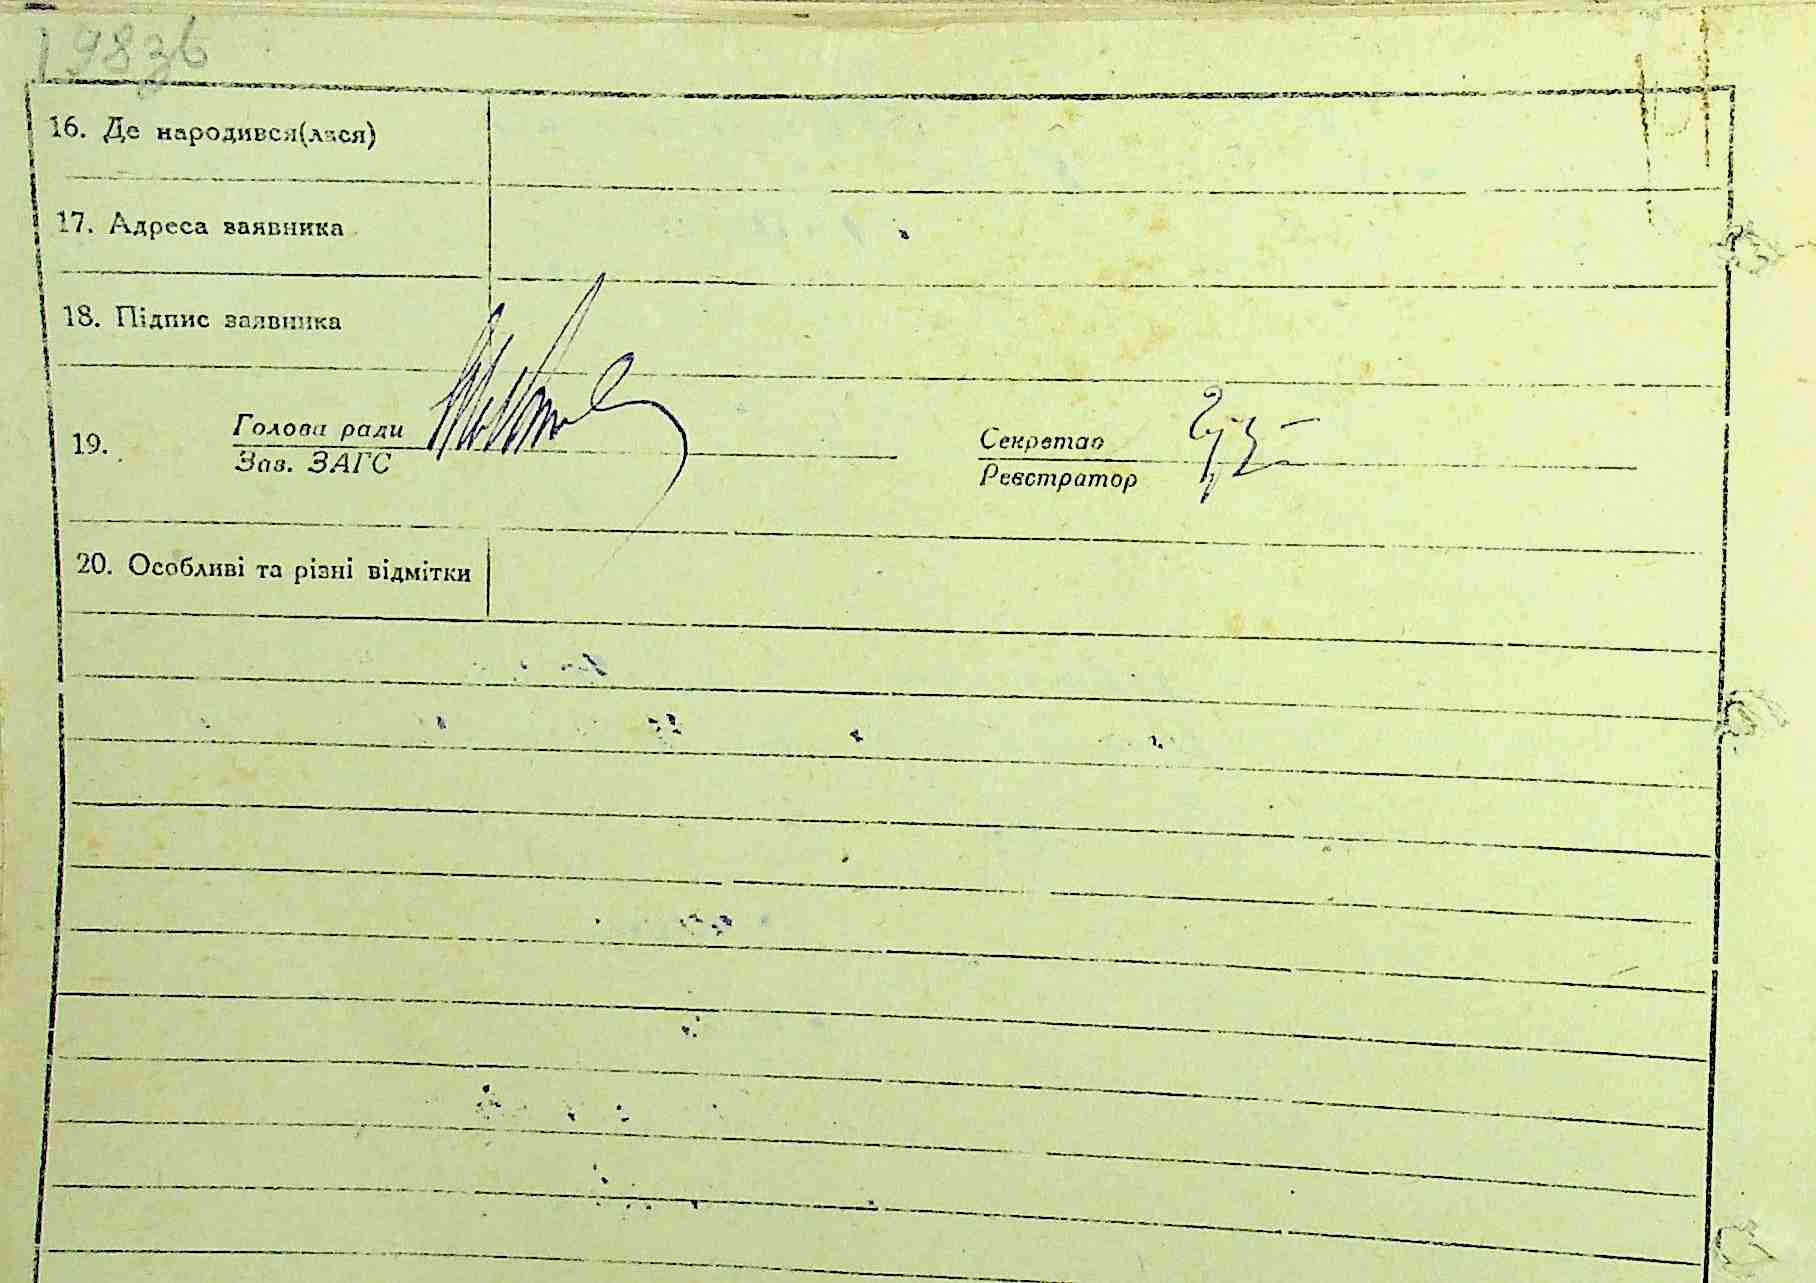 198зв
16. Де народився(лася)
17. Адреса заявника
18. Підпис заявника
19. Голова ради Секретар
Зав. ЗАГС Реєстратор
20. Особливі та різні відмітки